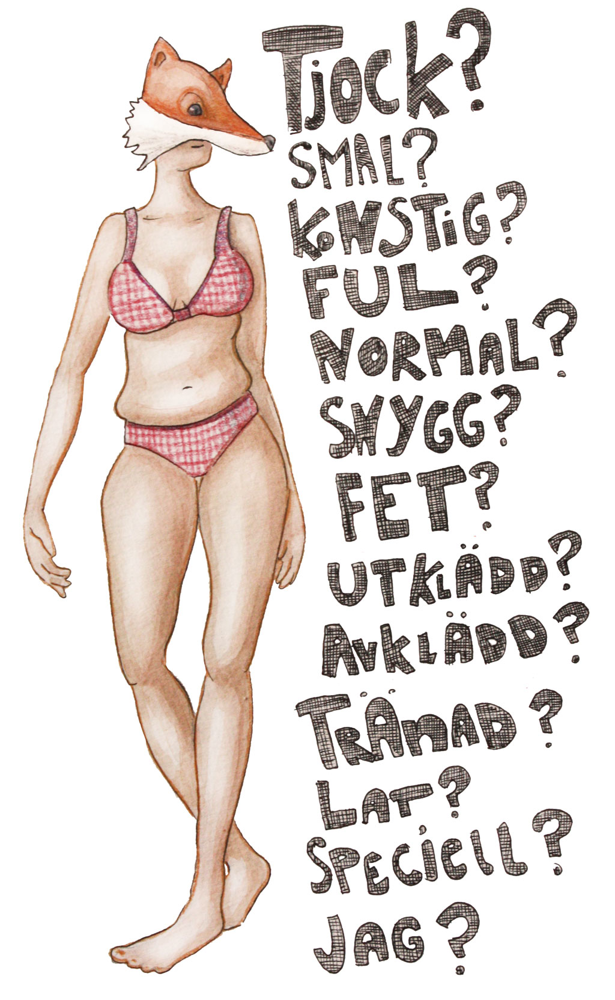 Tjock?
SMAL?
KONSTiG?
FUL?
NORMAL?
SNYGG?
FET?
UTKLÄDD?
AVKLÄDD?
TRÄnAD?
LAT?
SPECiEll?
JAG?